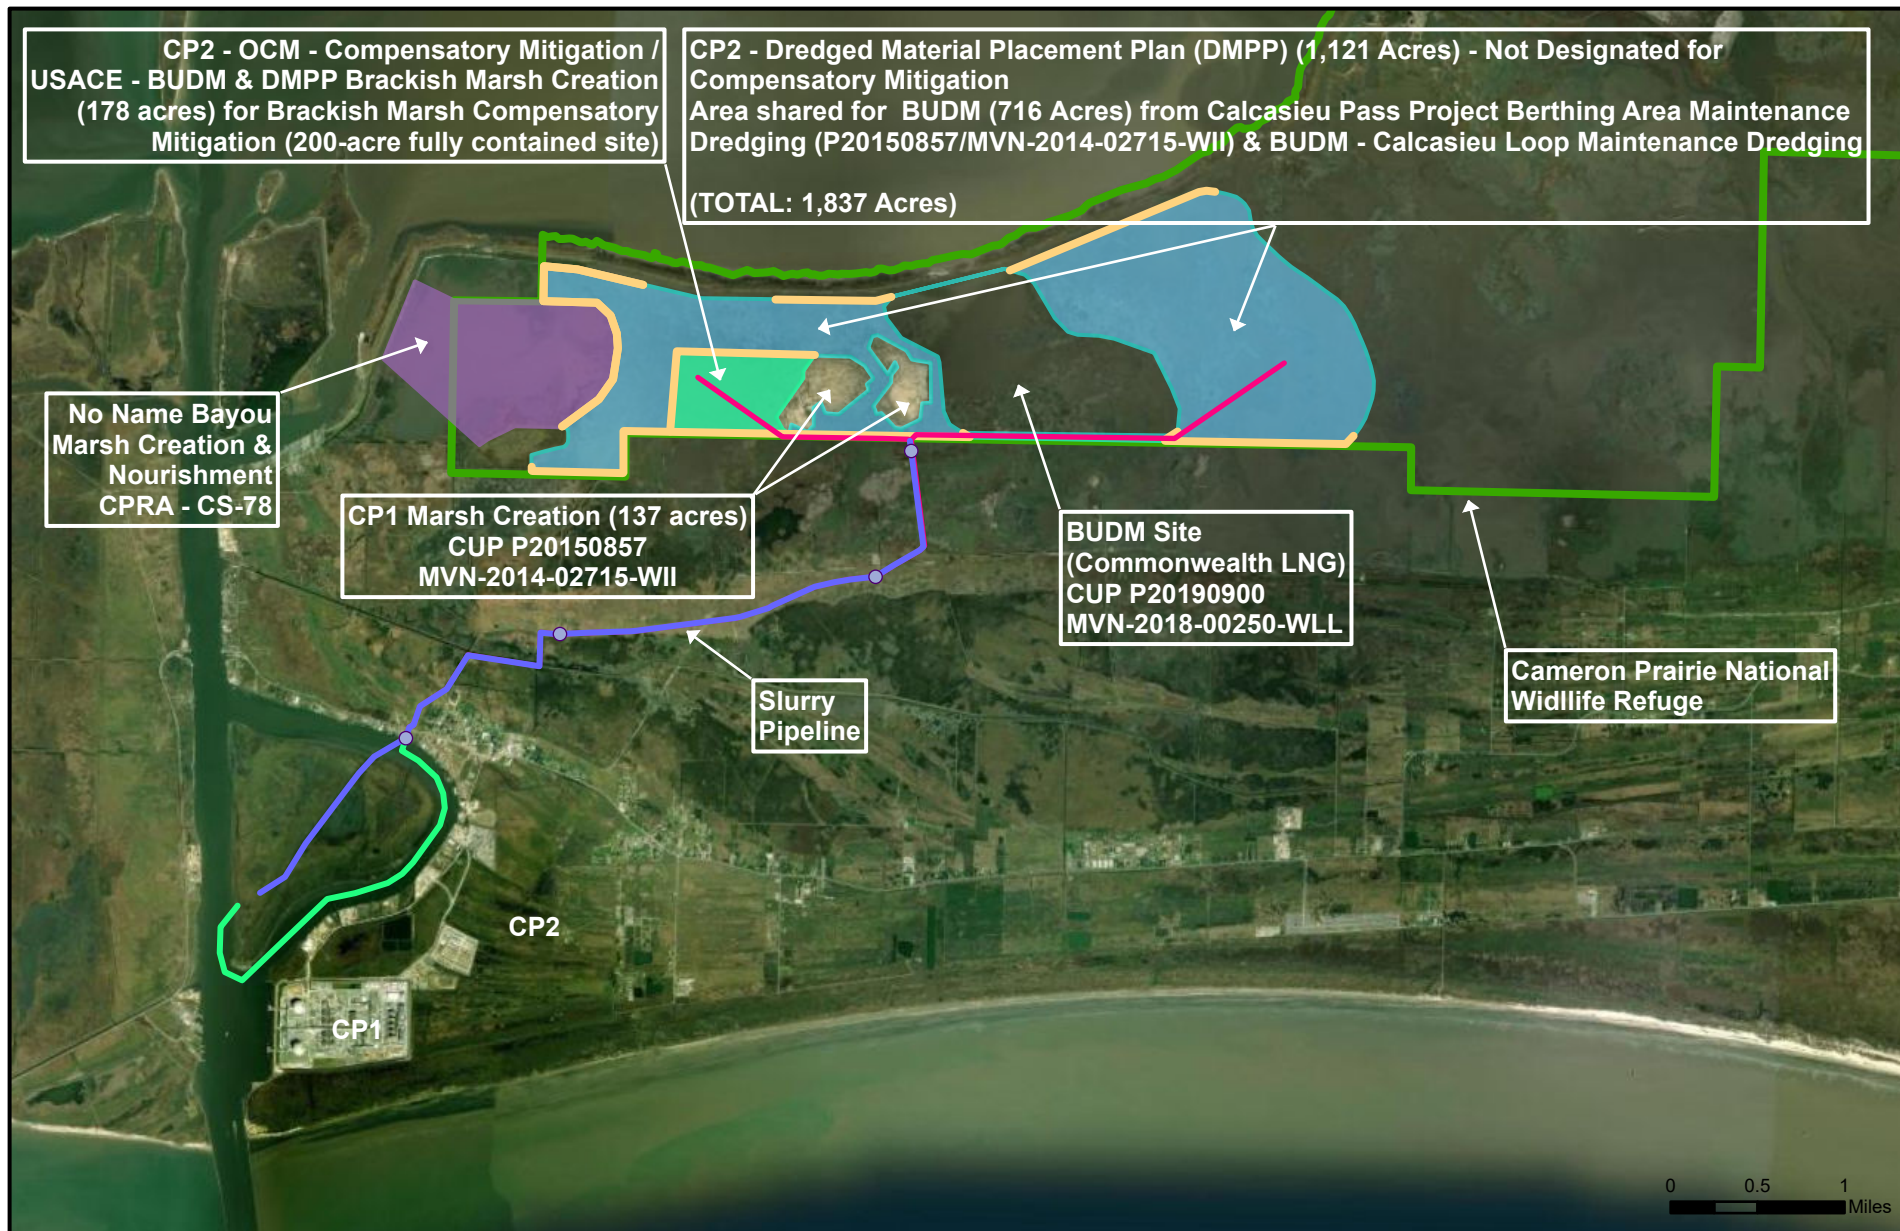 CP2 - OCM - Compensatory Mitigation /
USACE - BUDM & DMPP Brackish Marsh Creation
(178 acres) for Brackish Marsh Compensatory
Mitigation (200-acre fully contained site)
CP2 - Dredged Material Placement Plan (DMPP) (1,121 Acres) - Not Designated for
Compensatory Mitigation
Area shared for BUDM (716 Acres) from Calcasieu Pass Project Berthing Area Maintenance
Dredging (P20150857/MVN-2014-02715-WII) & BUDM - Calcasieu Loop Maintenance Dredging
(TOTAL: 1,837 Acres)
No Name Bayou
Marsh Creation &
Nourishment
CPRA - CS-78
CP1 Marsh Creation (137 acres)
CUP P20150857
MVN-2014-02715-WII
BUDM Site
(Commonwealth LNG)
CUP P20190900
MVN-2018-00250-WLL
Cameron Prairie National
Widllife Refuge
Slurry
Pipeline
CP2
CP1
0 0.5 1
Miles